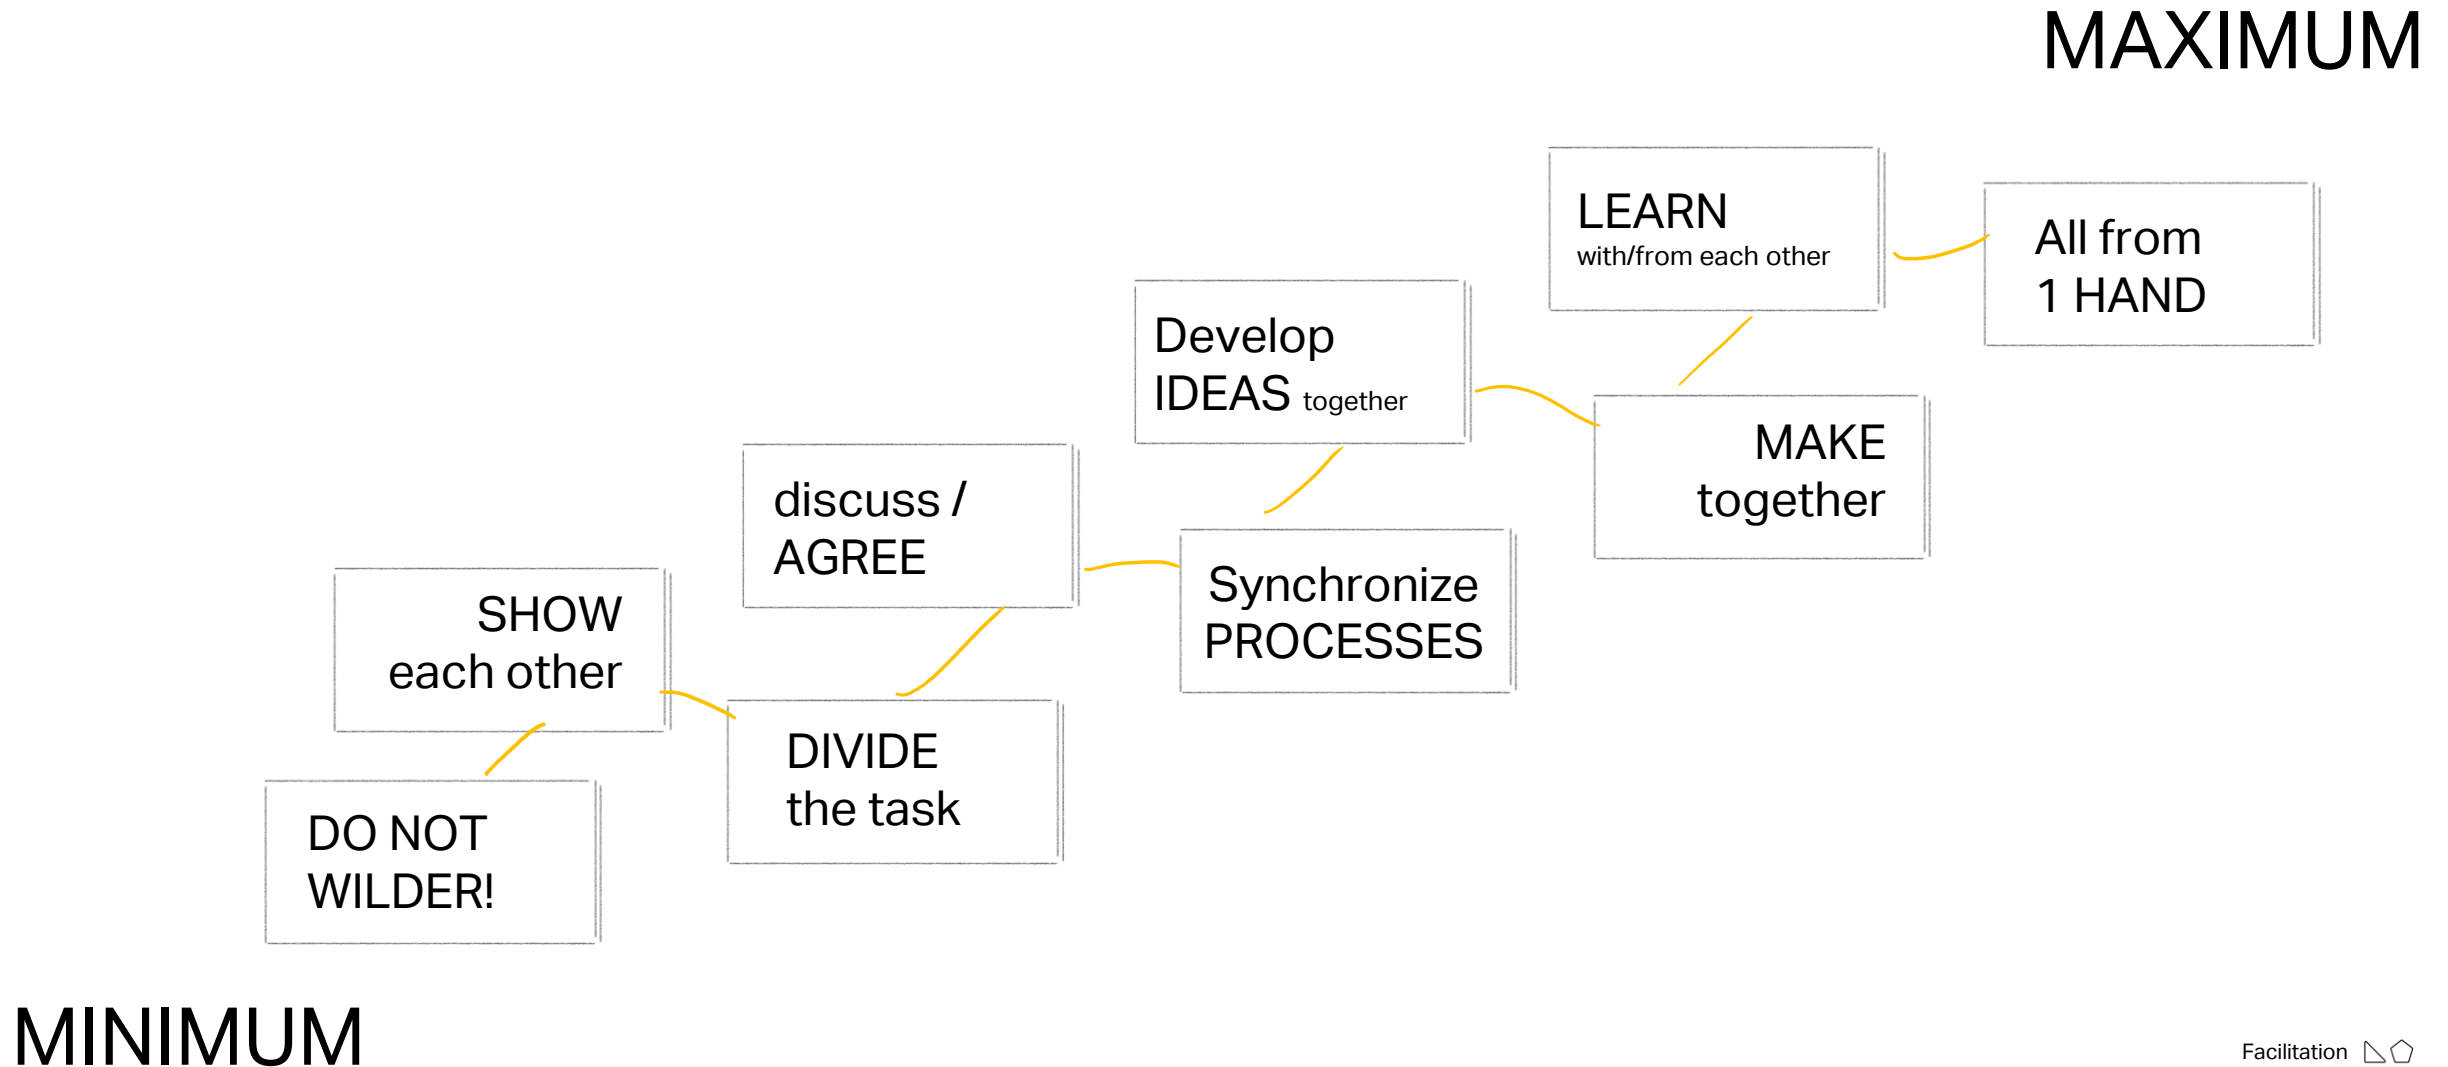 MAXIMUM
LEARN
with/from each other
All from
1 HAND
Develop
IDEAS together
MAKE
together
discuss /
AGREE
Synchronize
PROCESSES
SHOW
each other
DIVIDE
the task
DO NOT
WILDER!
MINIMUM
Facilitation